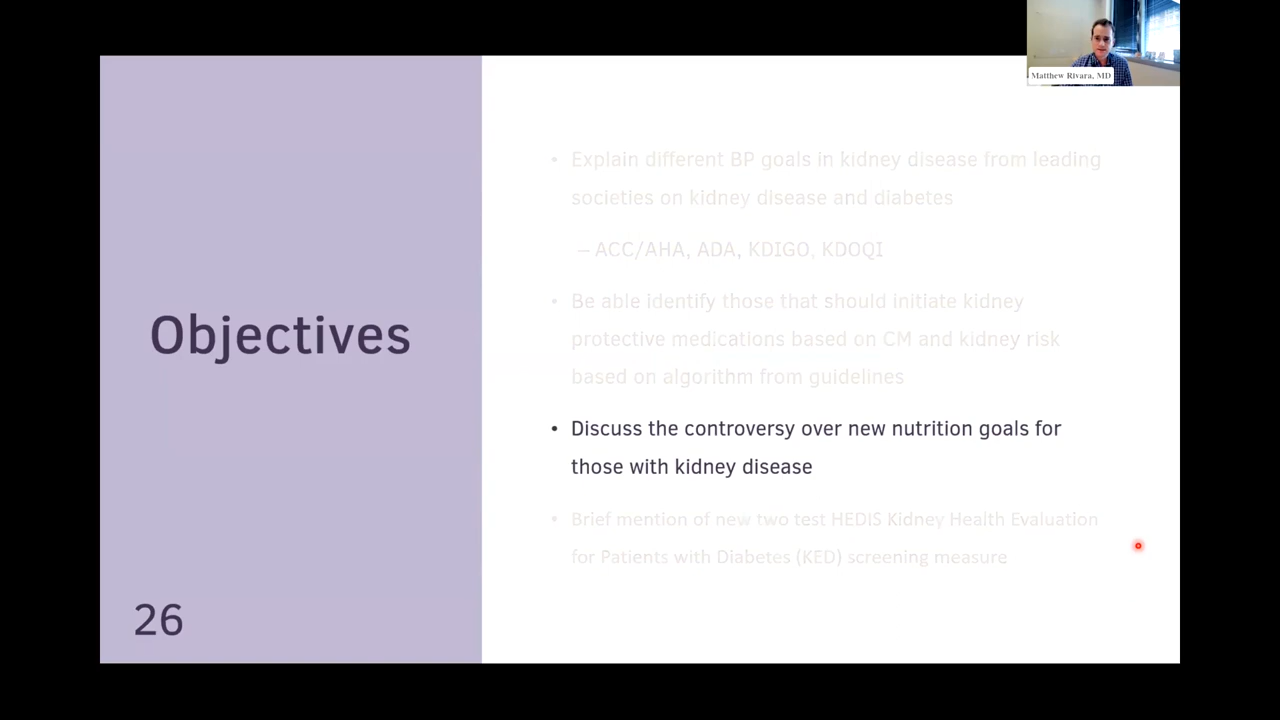 Matthew Rivara, MD
Objectives
26
• Explain different BP goals in kidney disease from leading
societies on kidney disease and diabetes
– ACC/AHA, ADA, KDIGO, KDOQI
• Be able identify those that should initiate kidney
protective medications based on CM and kidney risk
based on algorithm from guidelines
• Discuss the controversy over new nutrition goals for
those with kidney disease
• Brief mention of new two test HEDIS Kidney Health Evaluation
for Patients with Diabetes (KED) screening measure